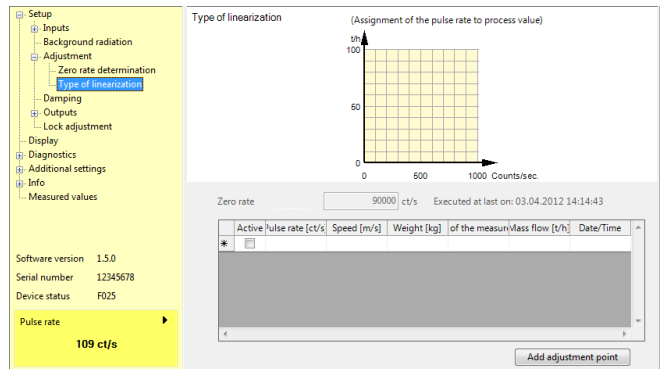 Setup
Inputs
Background radiation
Adjustment
Zero rate determination
Type of linearization
Damping
Outputs
Lock adjustment
Display
Diagnostics
Additional settings
Info
Measured values
Software version 1.5.0
Serial number 12345678
Device status F025
Pulse rate
109 ct/s
Type of linearization
(Assignment of the pulse rate to process value)
t/h
100
50
0
0 500 1000 Counts/sec.
Zero rate 90000 ct/s Executed at last on: 03.04.2012 14:14:43
Active Pulse rate [ct/s Speed [m/s] Weight [kg] of the measure Mass flow [t/h] Date/Time
Add adjustment point